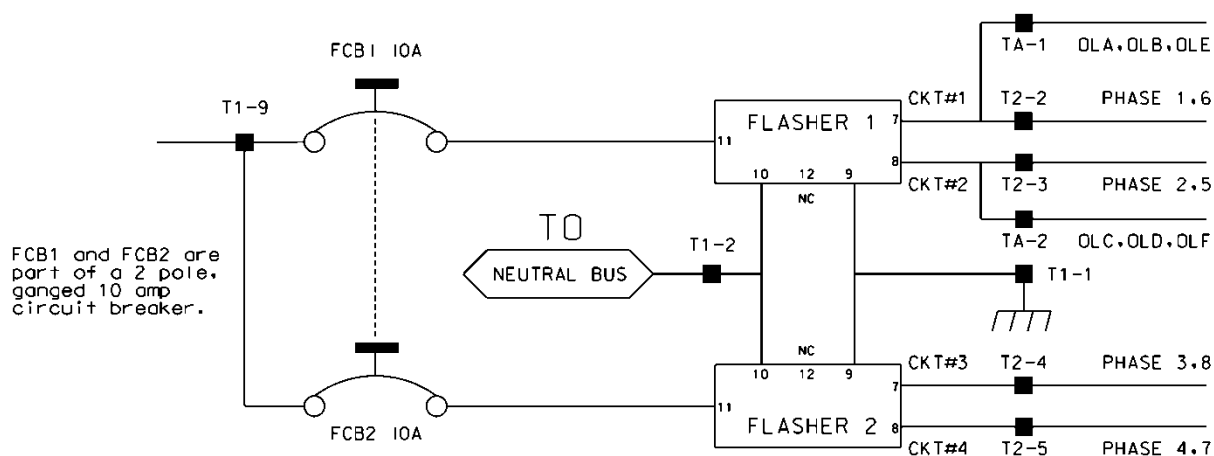 FCB1 10A
T1-9
FCB1 and FCB2 are
part of a 2 pole,
ganged 10 amp
circuit breaker.
FCB2 10A
TO
NEUTRAL BUS
T1-2
FLASHER 1
11
7
8
10 12 9
NC
CKT#1
CKT#2
TA-1 OLA,OLB,OLE
T2-2 PHASE 1,6
T2-3 PHASE 2,5
TA-2 OLC,OLD,OLF
T1-1
NC
10 12 9
11
7
8
FLASHER 2
CKT#3 T2-4 PHASE 3,8
CKT#4 T2-5 PHASE 4,7